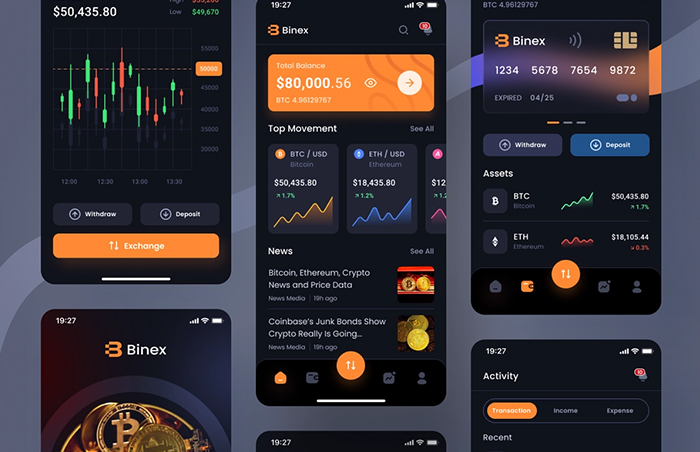 $50,435.80
High $53,200
Low $49,670
55000
50000
45000
40000
35000
30000
12:00 12:30 13:00 13:30
Withdraw
Deposit
Exchange
19:27
Binex
19:27
Binex
10
Total Balance
$80,000.56
BTC 4.96129767
Top Movement
See All
BTC / USD
Bitcoin
$50,435.80
1.7%
ETH / USD
Ethereum
$18,435.80
1.2%
$12
1.2
News
See All
Bitcoin, Ethereum, Crypto
News and Price Data
News Media | 19h ago
Coinbase's Junk Bonds Show
Crypto Really Is Going...
News Media | 19h ago
19:27
BTC 4.96129767
Binex
1234 5678 7654 9872
EXPIRED 04/25
Withdraw
Deposit
Assets
BTC
Bitcoin
$50,435.80
1.7%
ETH
Ethereum
$18,105.44
0.3%
19:27
Activity
10
Transaction
Income
Expense
Recent